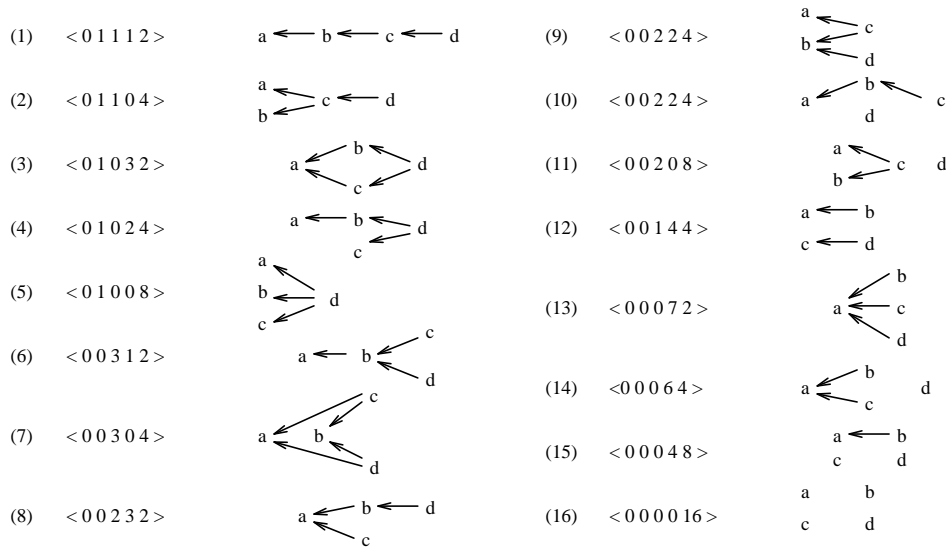 (1) < 0 1 1 1 2 > a b c d
a
(2) < 0 1 1 0 4 > c d
b
b
(3) < 0 1 0 3 2 > a d
c
(4) < 0 1 0 2 4 > a b d
c
a
(5) < 0 1 0 0 8 > b d
c
c
(6) < 0 0 3 1 2 > a b
d
c
(7) < 0 0 3 0 4 > a b
d
b d
(8) < 0 0 2 3 2 > a
c
a
c
(9) < 0 0 2 2 4 > b
d
b
(10) < 0 0 2 2 4 > a c
d
a
(11) < 0 0 2 0 8 > c d
b
a b
(12) < 0 0 1 4 4 >
c d
b
(13) < 0 0 0 7 2 > a c
d
b
(14) <0 0 0 6 4 > a d
c
a b
(15) < 0 0 0 4 8 >
c d
a b
(16) < 0 0 0 0 16 >
c d